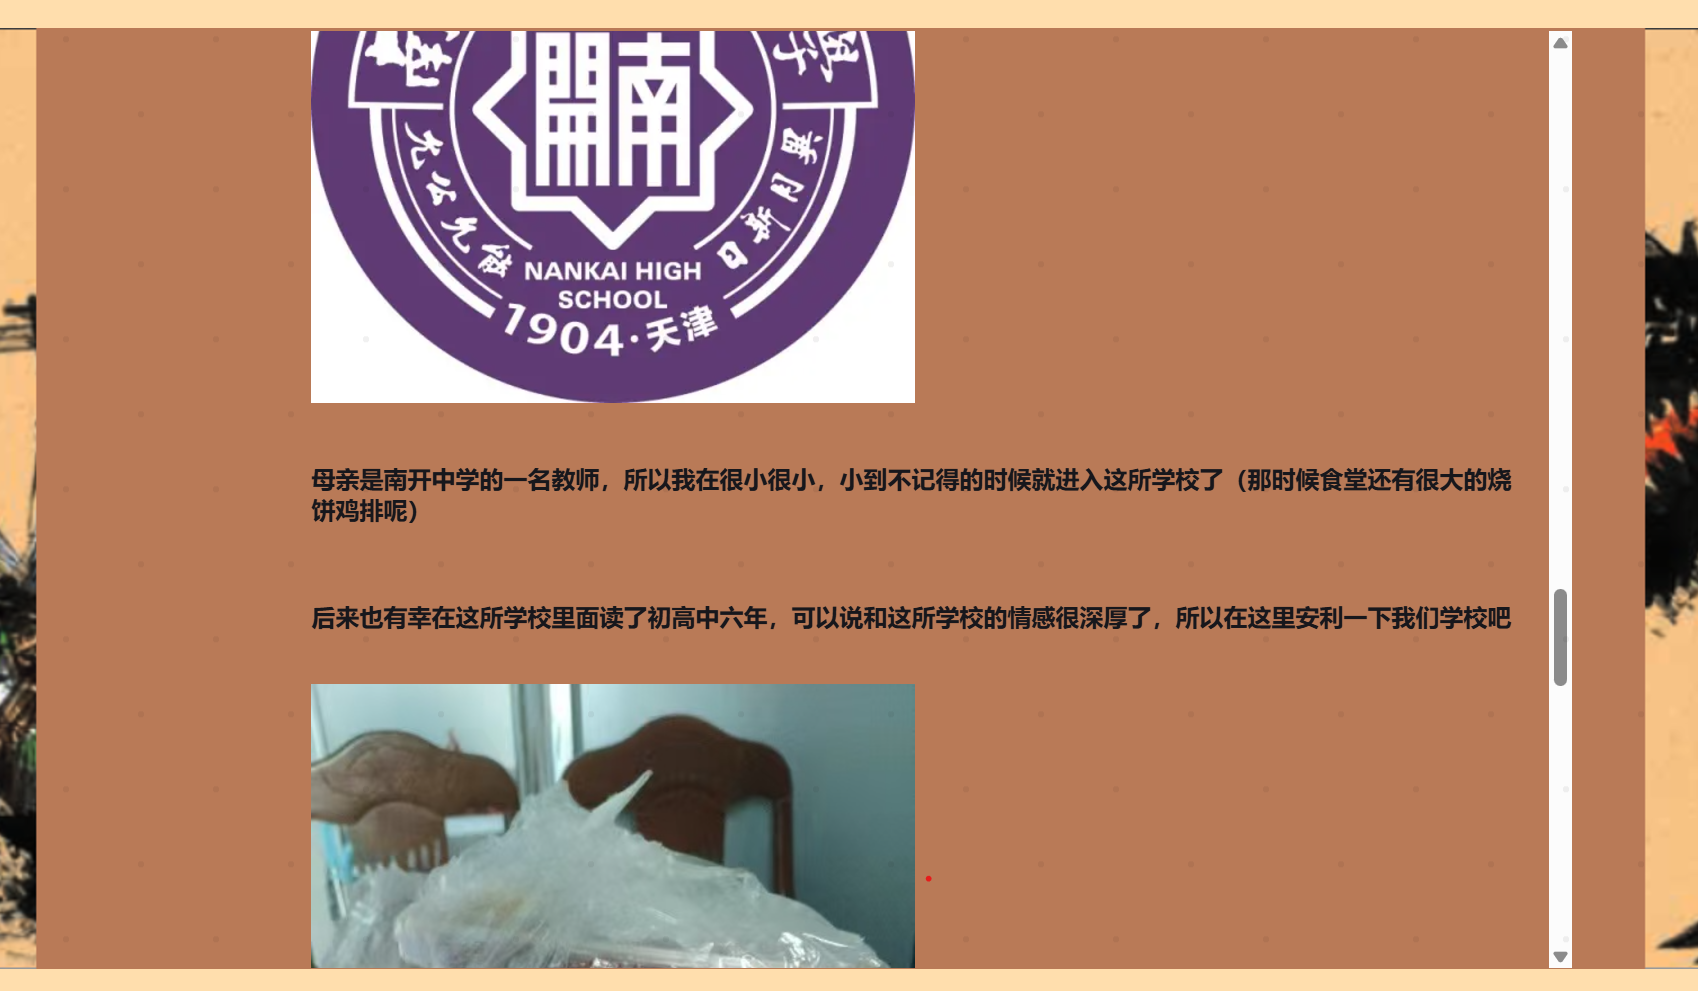 開南
允公允能
日新月異
NANKAI HIGH
SCHOOL
1904·天津
母亲是南开中学的一名教师，所以我在很小很小，小到不记得的时候就进入这所学校了（那时候食堂还有很大的烧
饼鸡排呢）
后来也有幸在这所学校里面读了初高中六年，可以说和这所学校的情感很深厚了，所以在这里安利一下我们学校吧